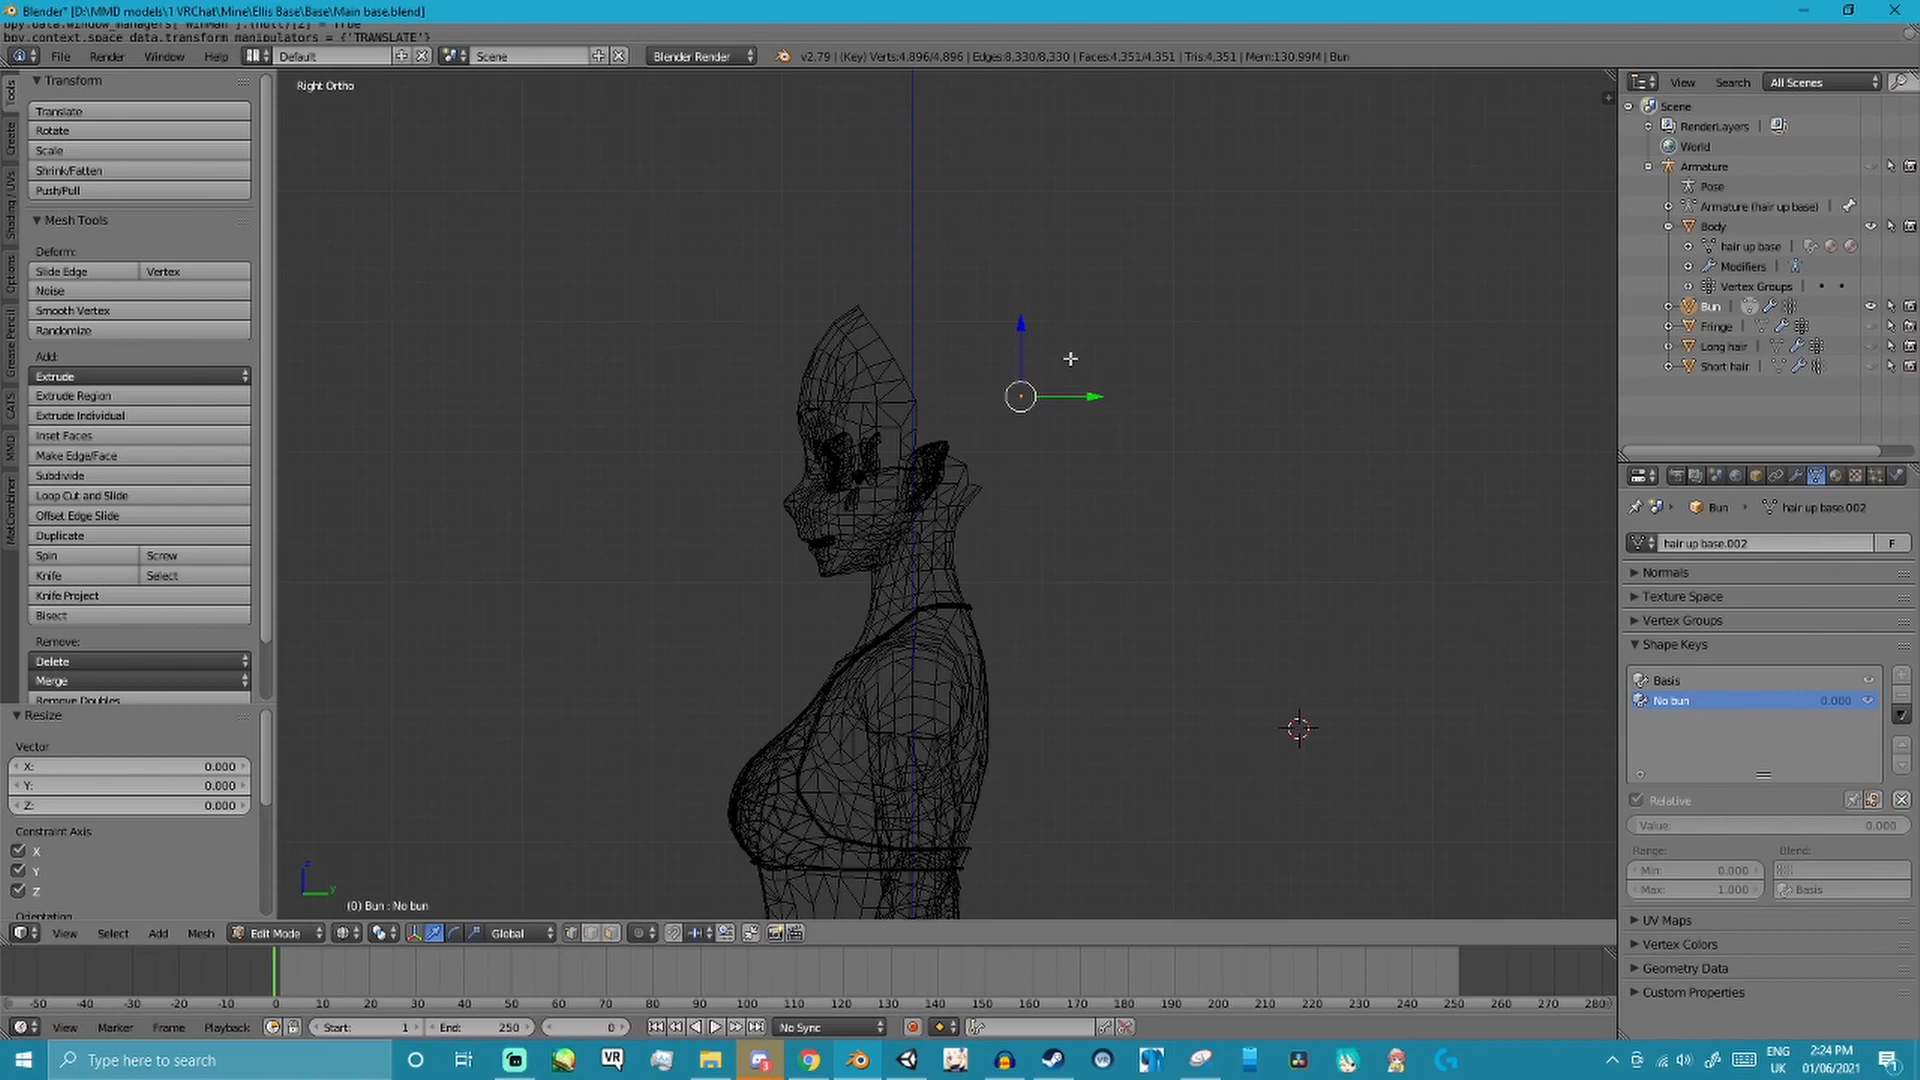 Blender* [D:\MMD models\1 VRChat\Mine\Ellis Base\Base\Main base.blend]
bpy.context.space_data.transform_manipulators = {'TRANSLATE'}
File Render Window Help Default Scene Blender Render v2.79 | (Key) Verts:4,896/4,896 | Edges:8,330/8,330 | Faces:4,351/4,351 | Tris:4,351 | Mem:130.99M | Bun
Tools
Create
Shading / UVs
Options
Grease Pencil
CATS
MMD
MatCombiner
Transform
Translate
Rotate
Scale
Shrink/Fatten
Push/Pull
Mesh Tools
Deform:
Slide Edge Vertex
Noise
Smooth Vertex
Randomize
Add:
Extrude
Extrude Region
Extrude Individual
Inset Faces
Make Edge/Face
Subdivide
Loop Cut and Slide
Offset Edge Slide
Duplicate
Spin Screw
Knife Select
Knife Project
Bisect
Remove:
Delete
Merge
Remove Doubles
Resize
Vector
X: 0.000
Y: 0.000
Z: 0.000
Constraint Axis
X
Y
Z
Orientation
Right Ortho
z
y
(0) Bun : No bun
View Select Add Mesh Edit Mode Global
View Search All Scenes
Scene
RenderLayers |
World
Armature
Pose
Armature (hair up base) |
Body
hair up base
Modifiers |
Vertex Groups
Bun
Fringe
Long hair
Short hair
Bun hair up base.002
hair up base.002 F
Normals
Texture Space
Vertex Groups
Shape Keys
Basis
No bun 0.000
Relative
Value: 0.000
Range: Blend:
Min: 0.000
Max: 1.000 Basis
UV Maps
Vertex Colors
Geometry Data
Custom Properties
-50 -40 -30 -20 -10 0 10 20 30 40 50 60 70 80 90 100 110 120 130 140 150 160 170 180 190 200 210 220 230 240 250 260 270 280
View Marker Frame Playback Start: 1 End: 250 0 No Sync
Type here to search
VR
3
ENG
UK
2:24 PM
01/06/2021
1